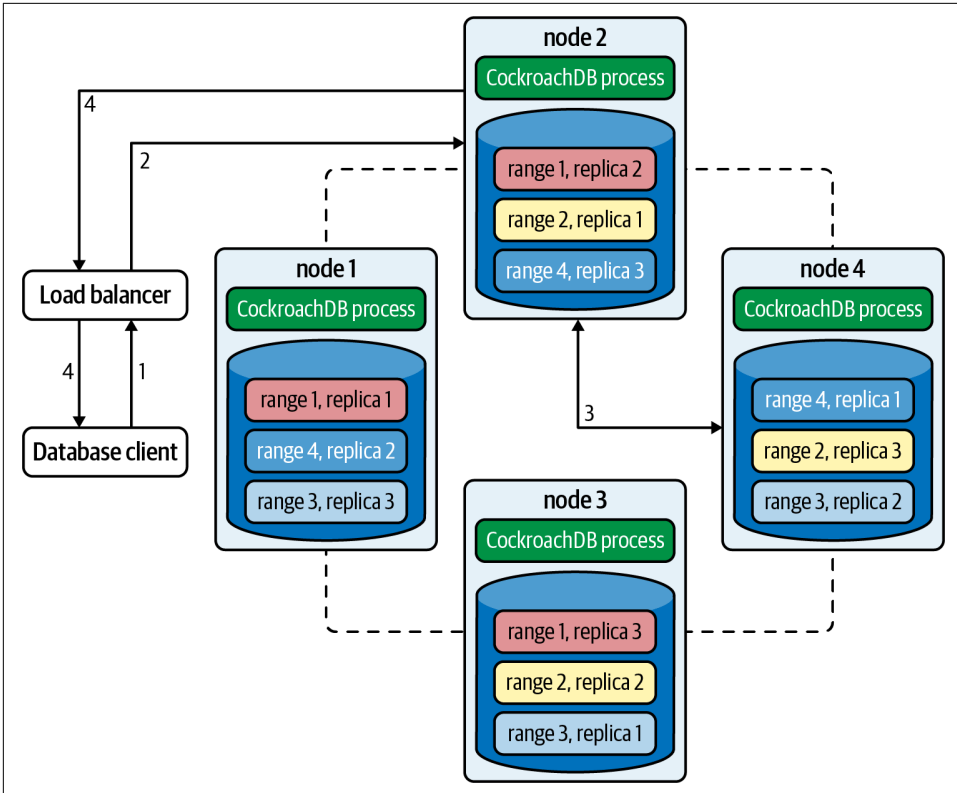 node 2
CockroachDB process
range 1, replica 2
range 2, replica 1
range 4, replica 3
4
2
Load balancer
4
1
Database client
node 1
CockroachDB process
range 1, replica 1
range 4, replica 2
range 3, replica 3
3
node 4
CockroachDB process
range 4, replica 1
range 2, replica 3
range 3, replica 2
node 3
CockroachDB process
range 1, replica 3
range 2, replica 2
range 3, replica 1